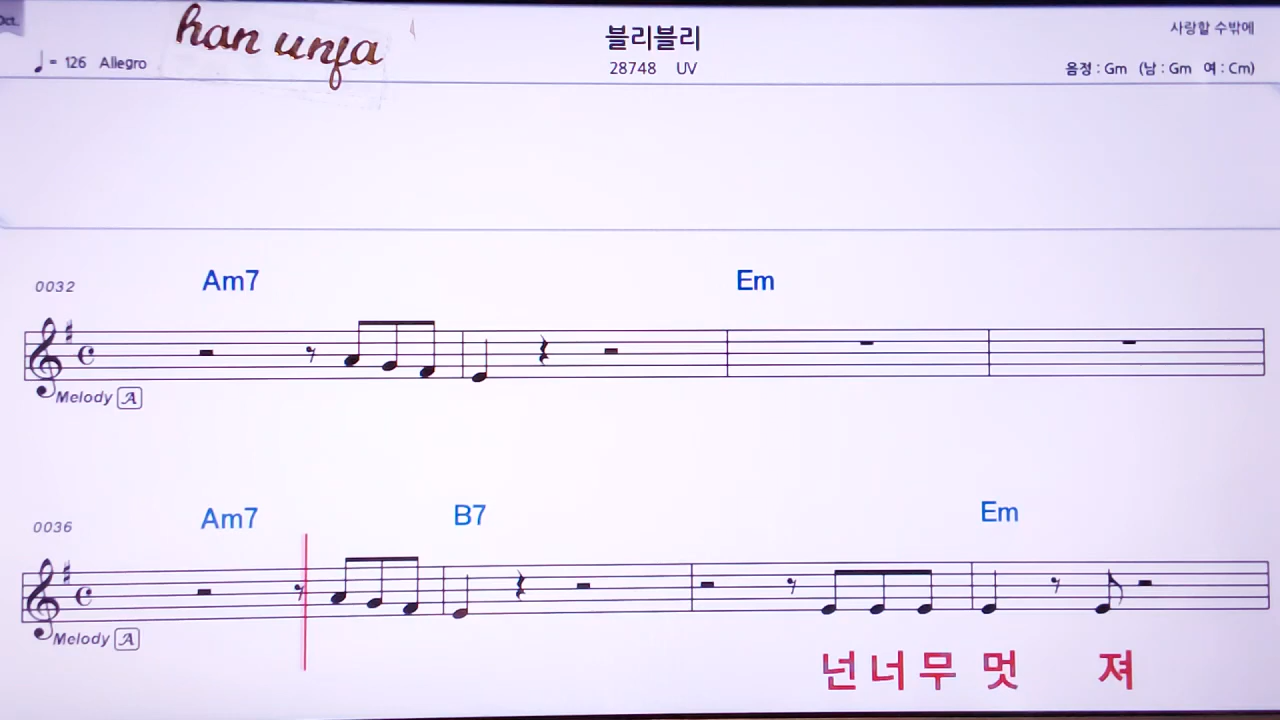 Oct.
han unja
블리블리
사랑할 수밖에
♩= 126 Allegro
28748 UV
음정 : Gm (남 : Gm 여 : Cm)
0032
Am7
Em
Melody A
0036
Am7
B7
Em
Melody A
넌 너 무 멋 져